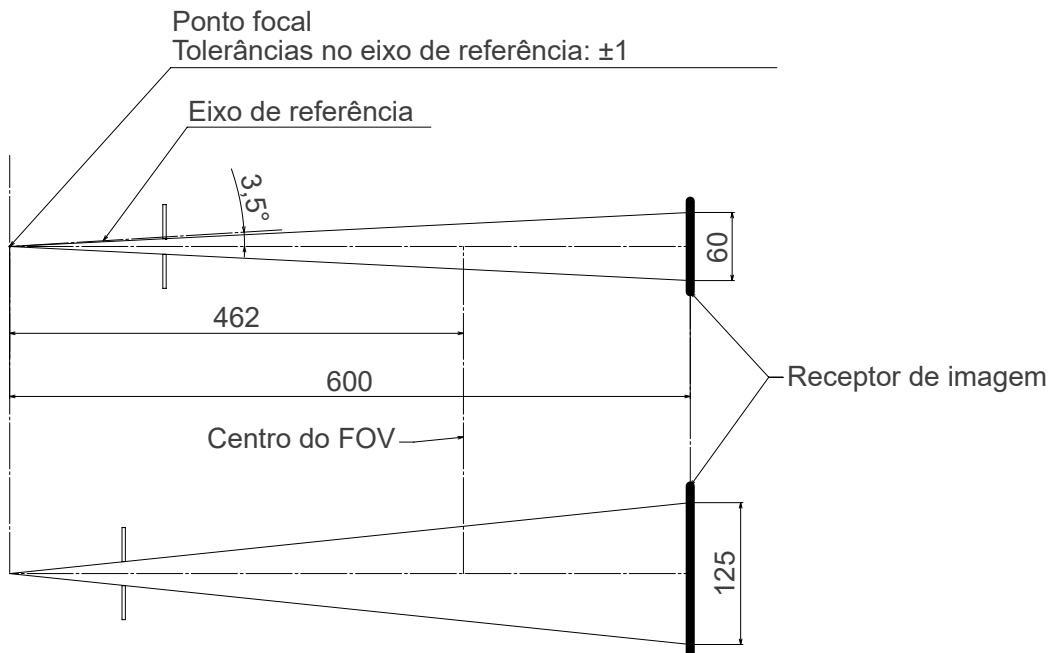 Ponto focal
Tolerâncias no eixo de referência: ±1
Eixo de referência
3,5°
60
462
600
Receptor de imagem
Centro do FOV
125